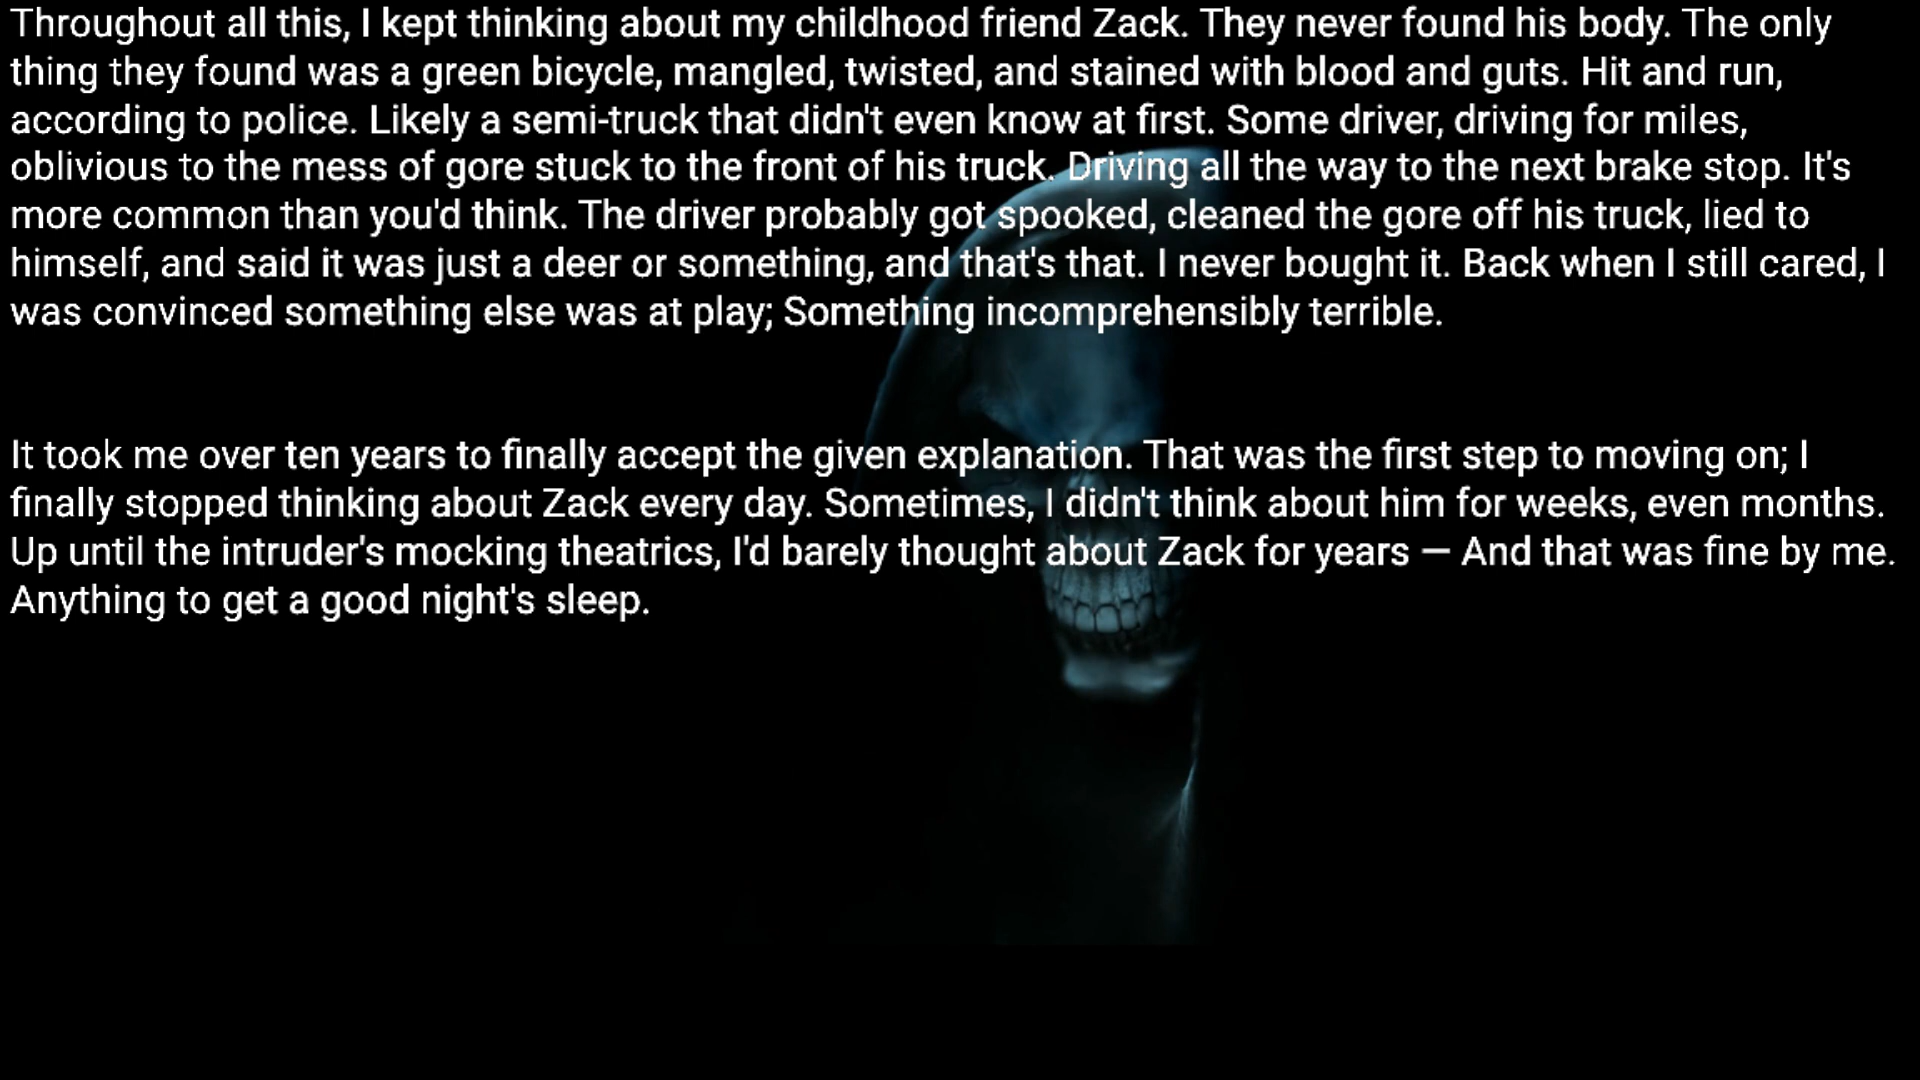 Throughout all this, I kept thinking about my childhood friend Zack. They never found his body. The only
thing they found was a green bicycle, mangled, twisted, and stained with blood and guts. Hit and run,
according to police. Likely a semi-truck that didn't even know at first. Some driver, driving for miles,
oblivious to the mess of gore stuck to the front of his truck. Driving all the way to the next brake stop. It's
more common than you'd think. The driver probably got spooked, cleaned the gore off his truck, lied to
himself, and said it was just a deer or something, and that's that. I never bought it. Back when I still cared, I
was convinced something else was at play; Something incomprehensibly terrible.
It took me over ten years to finally accept the given explanation. That was the first step to moving on; I
finally stopped thinking about Zack every day. Sometimes, I didn't think about him for weeks, even months.
Up until the intruder's mocking theatrics, I'd barely thought about Zack for years — And that was fine by me.
Anything to get a good night's sleep.